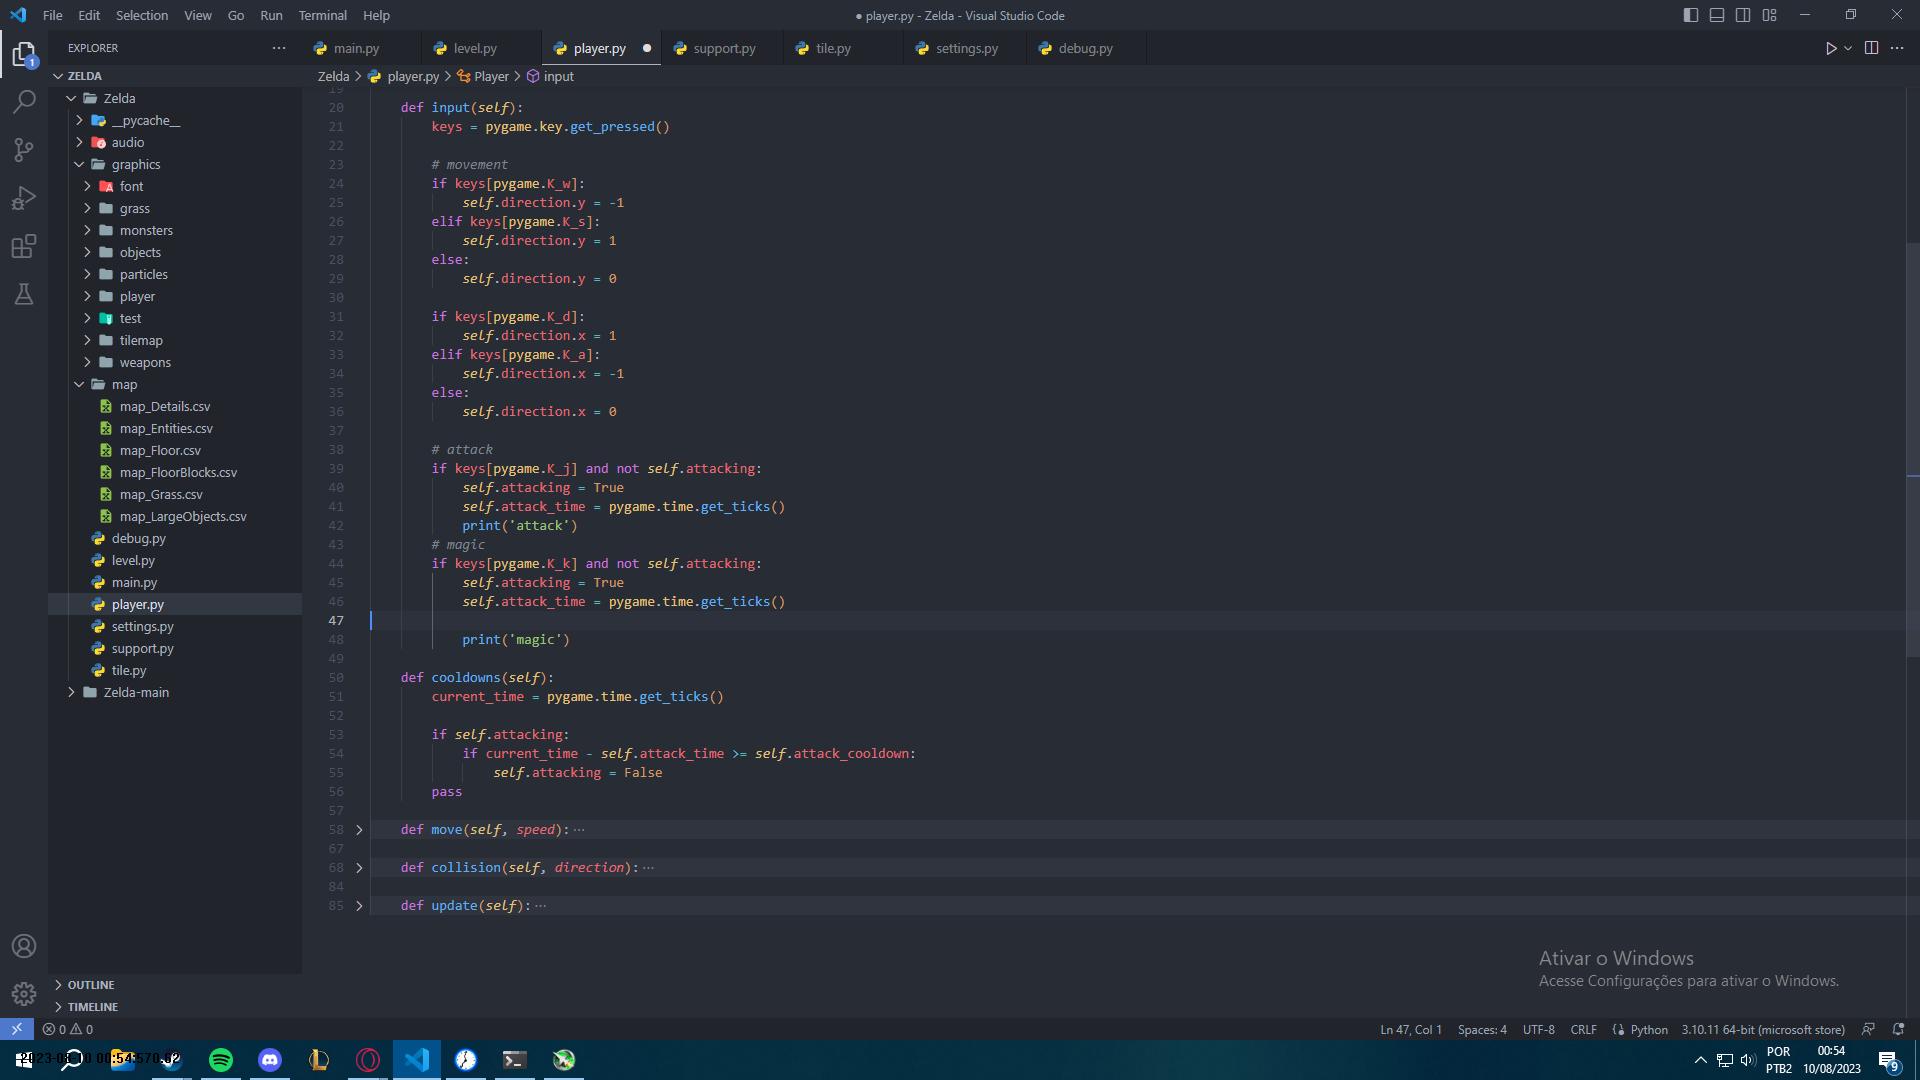 File Edit Selection View Go Run Terminal Help
● player.py - Zelda - Visual Studio Code
EXPLORER
main.py
level.py
player.py
support.py
tile.py
settings.py
debug.py
ZELDA
Zelda > player.py > Player > input
Zelda
__pycache__
audio
graphics
font
grass
monsters
objects
particles
player
test
tilemap
weapons
map
map_Details.csv
map_Entities.csv
map_Floor.csv
map_FloorBlocks.csv
map_Grass.csv
map_LargeObjects.csv
debug.py
level.py
main.py
player.py
settings.py
support.py
tile.py
Zelda-main
OUTLINE
TIMELINE
1
19
20 def input(self):
21 keys = pygame.key.get_pressed()
22
23 # movement
24 if keys[pygame.K_w]:
25 self.direction.y = -1
26 elif keys[pygame.K_s]:
27 self.direction.y = 1
28 else:
29 self.direction.y = 0
30
31 if keys[pygame.K_d]:
32 self.direction.x = 1
33 elif keys[pygame.K_a]:
34 self.direction.x = -1
35 else:
36 self.direction.x = 0
37
38 # attack
39 if keys[pygame.K_j] and not self.attacking:
40 self.attacking = True
41 self.attack_time = pygame.time.get_ticks()
42 print('attack')
43 # magic
44 if keys[pygame.K_k] and not self.attacking:
45 self.attacking = True
46 self.attack_time = pygame.time.get_ticks()
47
48 print('magic')
49
50 def cooldowns(self):
51 current_time = pygame.time.get_ticks()
52
53 if self.attacking:
54 if current_time - self.attack_time >= self.attack_cooldown:
55 self.attacking = False
56 pass
57
58 def move(self, speed): ···
67
68 def collision(self, direction): ···
84
85 def update(self): ···
Ativar o Windows
Acesse Configurações para ativar o Windows.
0 0
Ln 47, Col 1 Spaces: 4 UTF-8 CRLF Python 3.10.11 64-bit (microsoft store)
POR
PTB2
00:54
10/08/2023
9